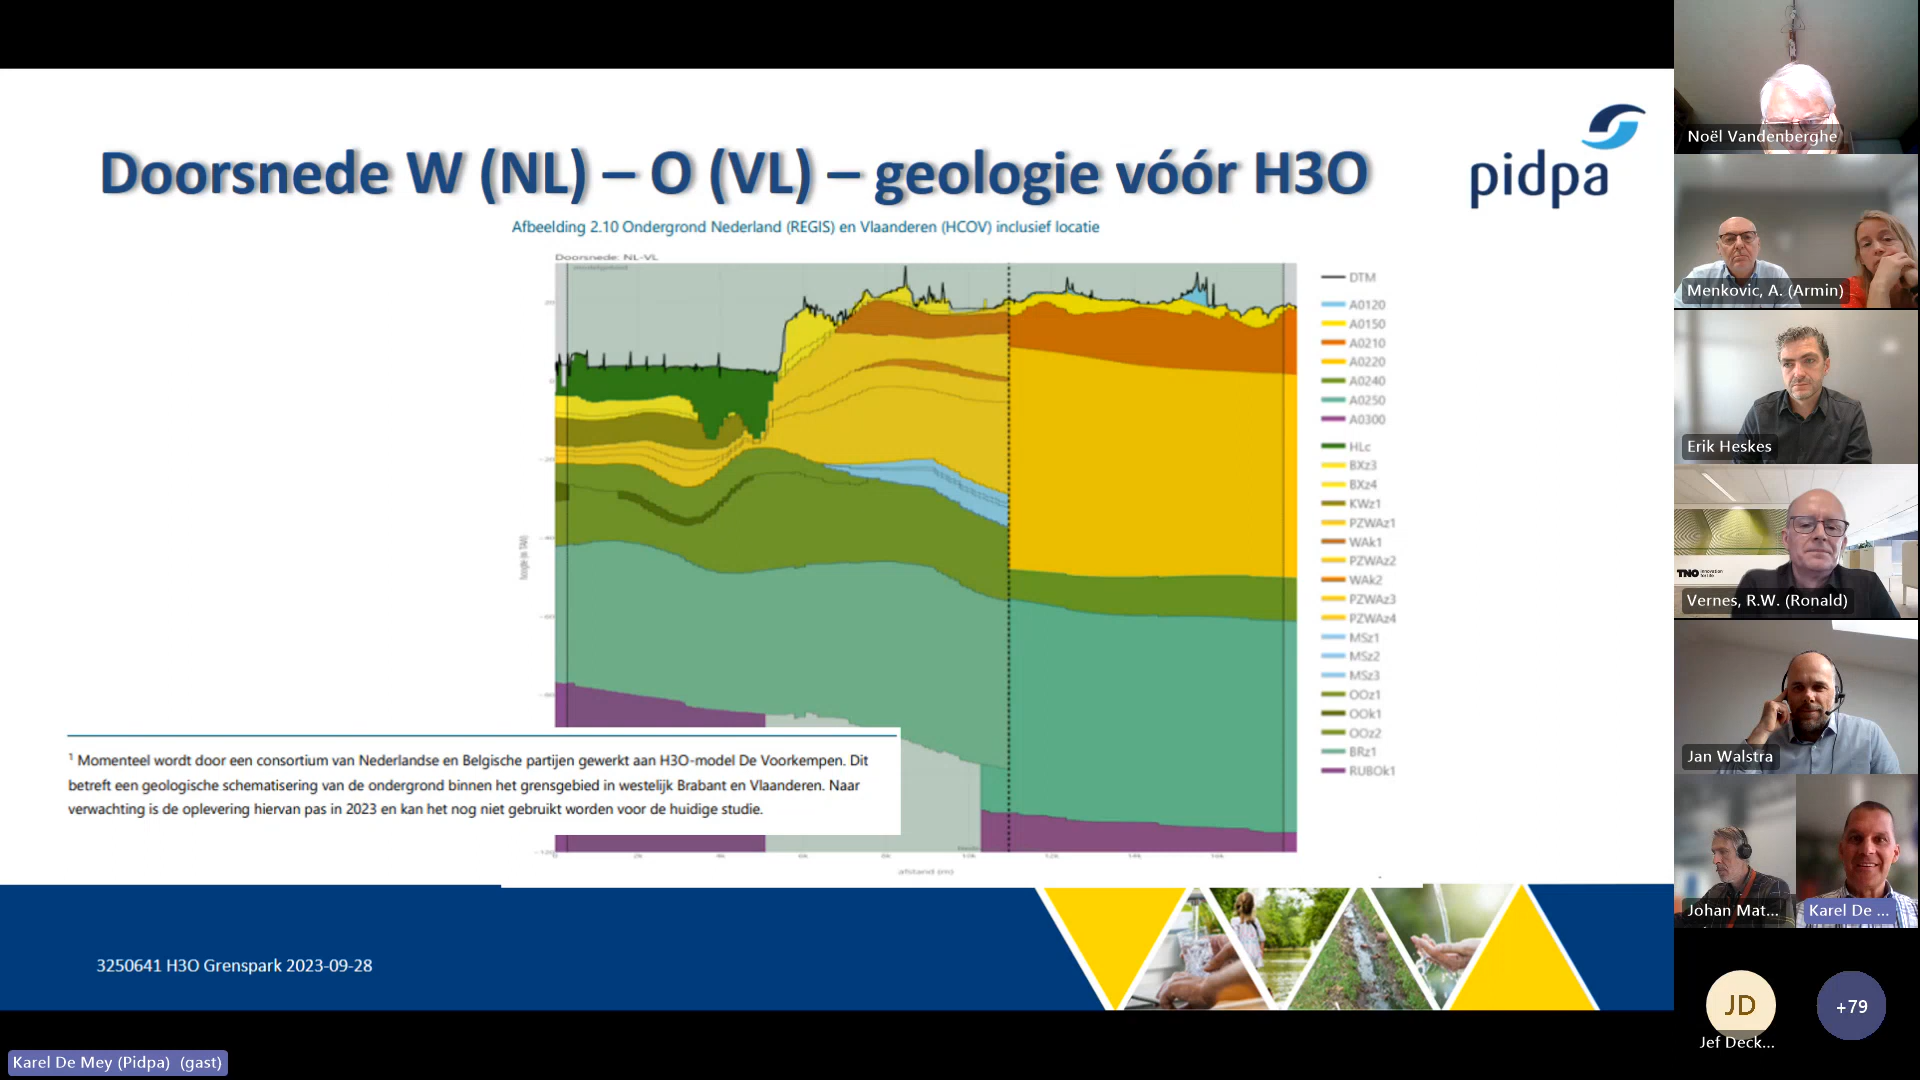 Doorsnede W (NL) – O (VL) – geologie vóór H3O
pidpa
Afbeelding 2.10 Ondergrond Nederland (REGIS) en Vlaanderen (HCOV) inclusief locatie
Doorsnede: NL-VL
DTM
A0120
A0150
A0210
A0220
A0240
A0250
A0300
HLc
BXz3
BXz4
KWz1
PZWAz1
WAk1
PZWAz2
WAk2
PZWAz3
PZWAz4
MSz1
MSz2
MSz3
OOz1
OOk1
OOz2
BRz1
RUBOk1
hoogte (m TAW)
afstand (m)
¹ Momenteel wordt door een consortium van Nederlandse en Belgische partijen gewerkt aan H3O-model De Voorkempen. Dit
betreft een geologische schematisering van de ondergrond binnen het grensgebied in westelijk Brabant en Vlaanderen. Naar
verwachting is de oplevering hiervan pas in 2023 en kan het nog niet gebruikt worden voor de huidige studie.
3250641 H3O Grenspark 2023-09-28
Karel De Mey (Pidpa) (gast)
Noël Vandenberghe
Menkovic, A. (Armin)
Erik Heskes
TNO
Vernes, R.W. (Ronald)
Jan Walstra
Johan Mat...
Karel De ...
JD
Jef Deck...
+79